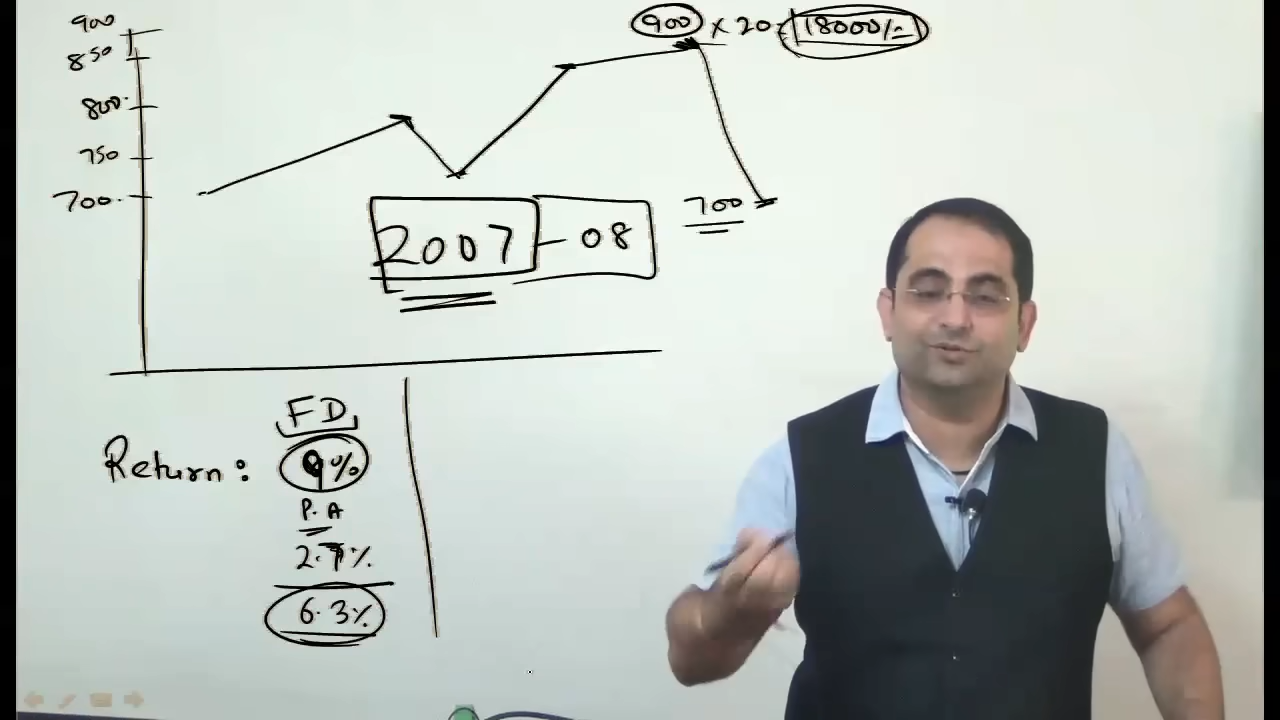 900
900 × 20 = 18000/-
850
800
750
700
700
2007 - 08
FD
Return : 9%
P.A
2.7%
6.3%